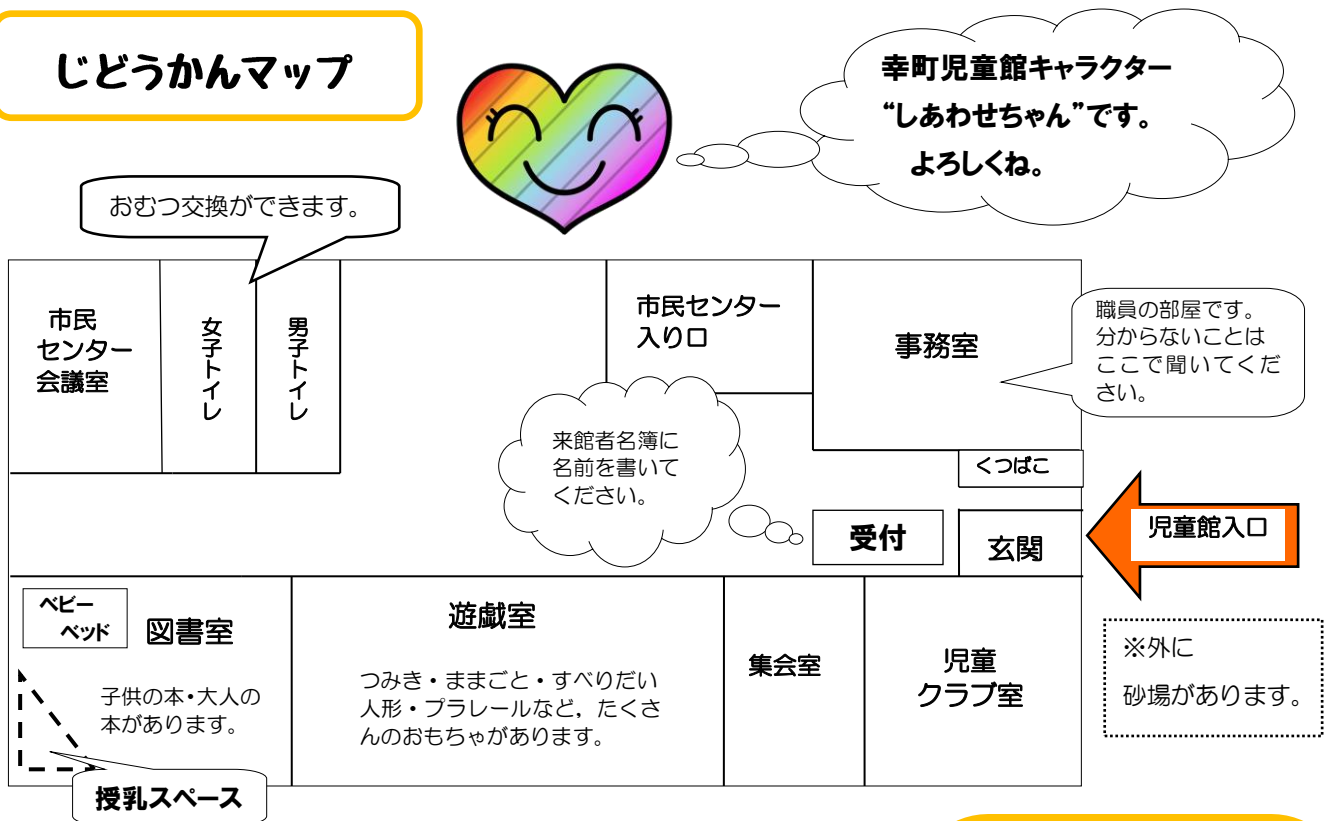 じどうかんマップ
幸町児童館キャラクター
“しあわせちゃん”です。
よろしくね。
おむつ交換ができます。
市民
センター
会議室
女子トイレ
男子トイレ
市民センター
入り口
事務室
職員の部屋です。
分からないことは
ここで聞いてくだ
さい。
来館者名簿に
名前を書いて
ください。
くつばこ
受付
玄関
児童館入口
ベビー
ベッド
図書室
子供の本・大人の
本があります。
授乳スペース
遊戯室
つみき・ままごと・すべりだい
人形・プラレールなど，たくさ
んのおもちゃがあります。
集会室
児童
クラブ室
※外に
砂場があります。